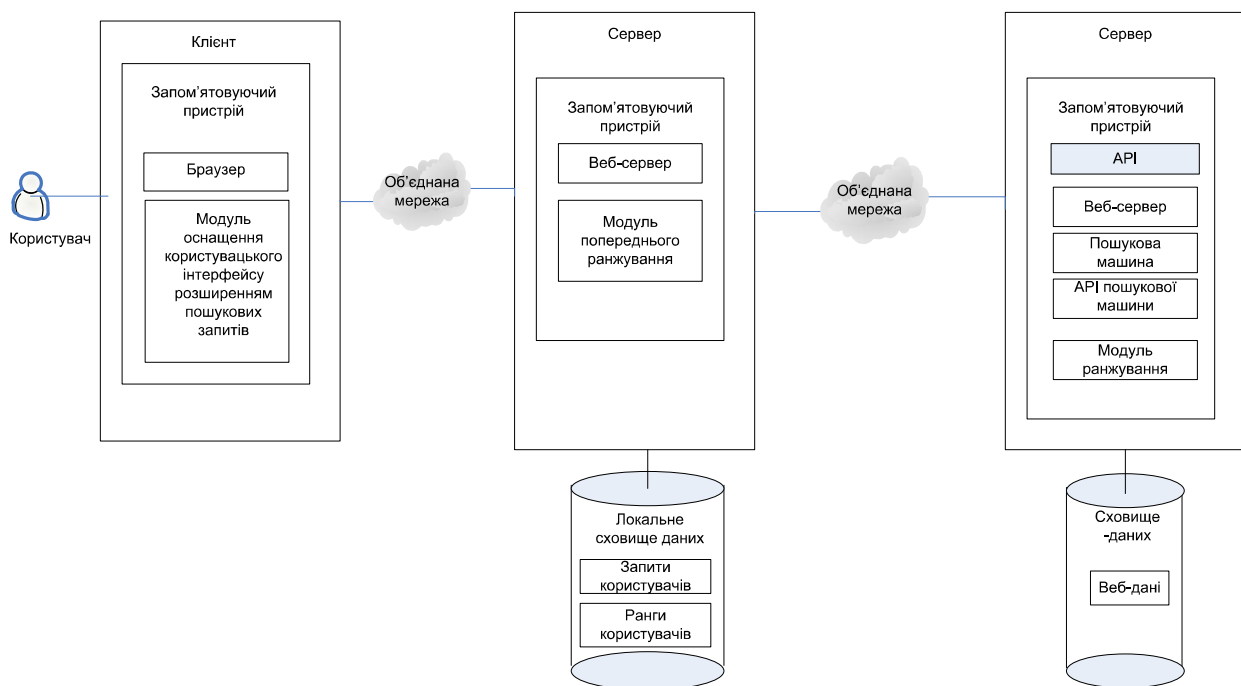 Користувач
Клієнт
Запом’ятовуючий
пристрій
Браузер
Модуль
оснащення
користувацького
інтерфейсу
розширенням
пошукових
запитів
Об’єднана
мережа
Сервер
Запом’ятовуючий
пристрій
Веб-сервер
Модуль
попереднього
ранжування
Локальне
сховище даних
Запити
користувачів
Ранги
користувачів
Об’єднана
мережа
Сервер
Запом’ятовуючий
пристрій
АРІ
Веб-сервер
Пошукова
машина
АРІ пошукової
машини
Модуль
ранжування
Сховище
-даних
Веб-дані